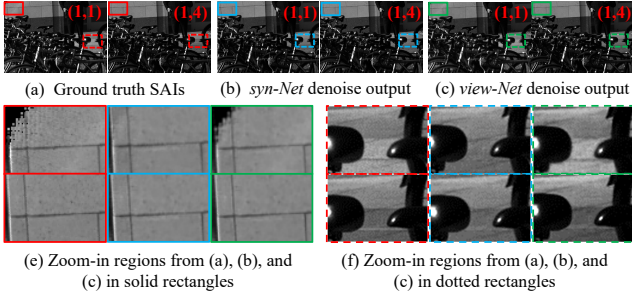 (1,1)
(1,4)
(1,1)
(1,4)
(1,1)
(1,4)
(a) Ground truth SAIs
(b) syn-Net denoise output
(c) view-Net denoise output
(e) Zoom-in regions from (a), (b), and
(c) in solid rectangles
(f) Zoom-in regions from (a), (b), and
(c) in dotted rectangles